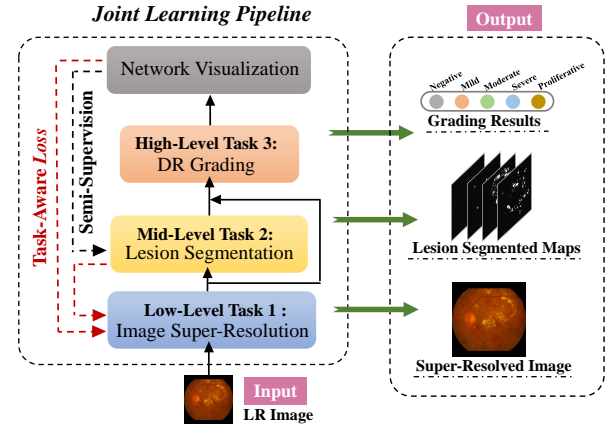 Joint Learning Pipeline
Network Visualization
High-Level Task 3:
DR Grading
Mid-Level Task 2:
Lesion Segmentation
Low-Level Task 1 :
Image Super-Resolution
Task-Aware Loss
Semi-Supervision
Input
LR Image
Output
Negative
Mild
Moderate
Severe
Proliferative
Grading Results
Lesion Segmented Maps
Super-Resolved Image